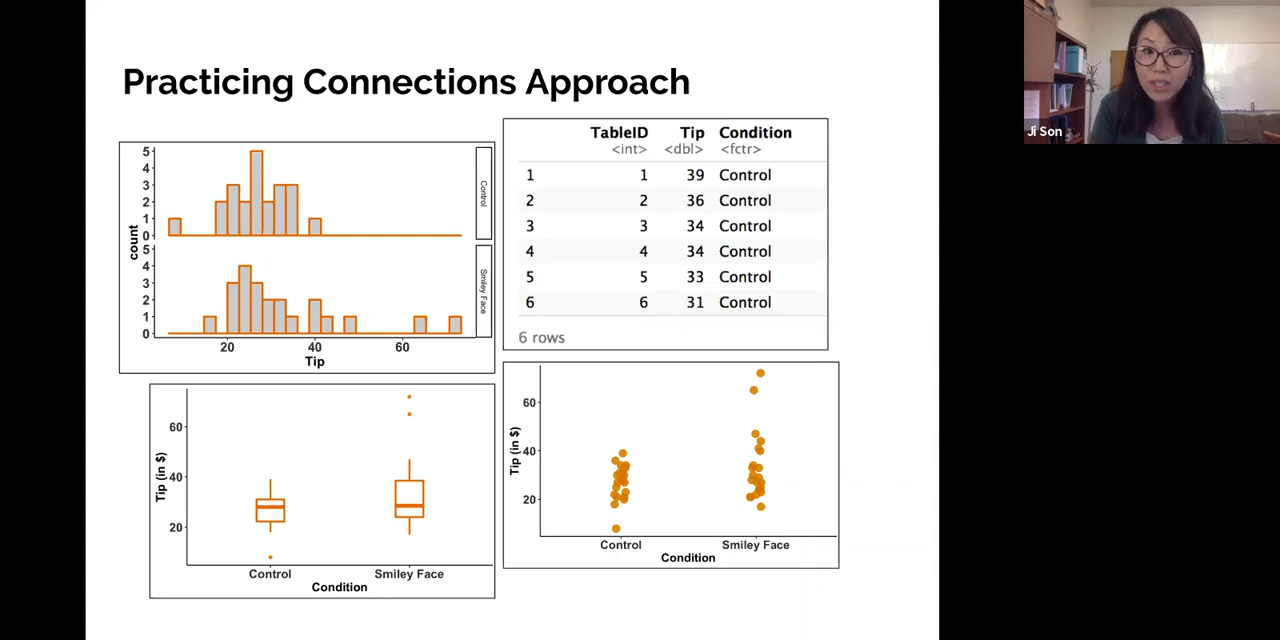 Practicing Connections Approach
Ji Son
5
4
3
2
1
0
Control
count
5
4
3
2
1
0
Smiley Face
20 40 60
Tip
TableID Tip Condition
<int> <dbl> <fctr>
1 1 39 Control
2 2 36 Control
3 3 34 Control
4 4 34 Control
5 5 33 Control
6 6 31 Control
6 rows
Tip (in $)
60
40
20
Control Smiley Face
Condition
Tip (in $)
60
40
20
Control Smiley Face
Condition